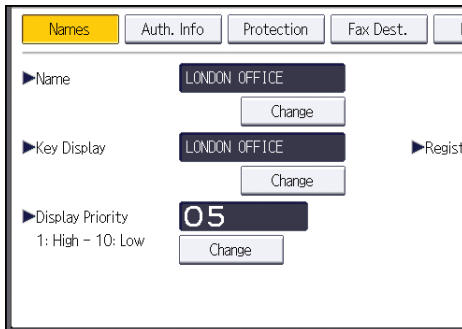 Names Auth. Info Protection Fax Dest.
►Name LONDON OFFICE
Change
►Key Display LONDON OFFICE ►Regist
Change
►Display Priority 05
1: High - 10: Low Change